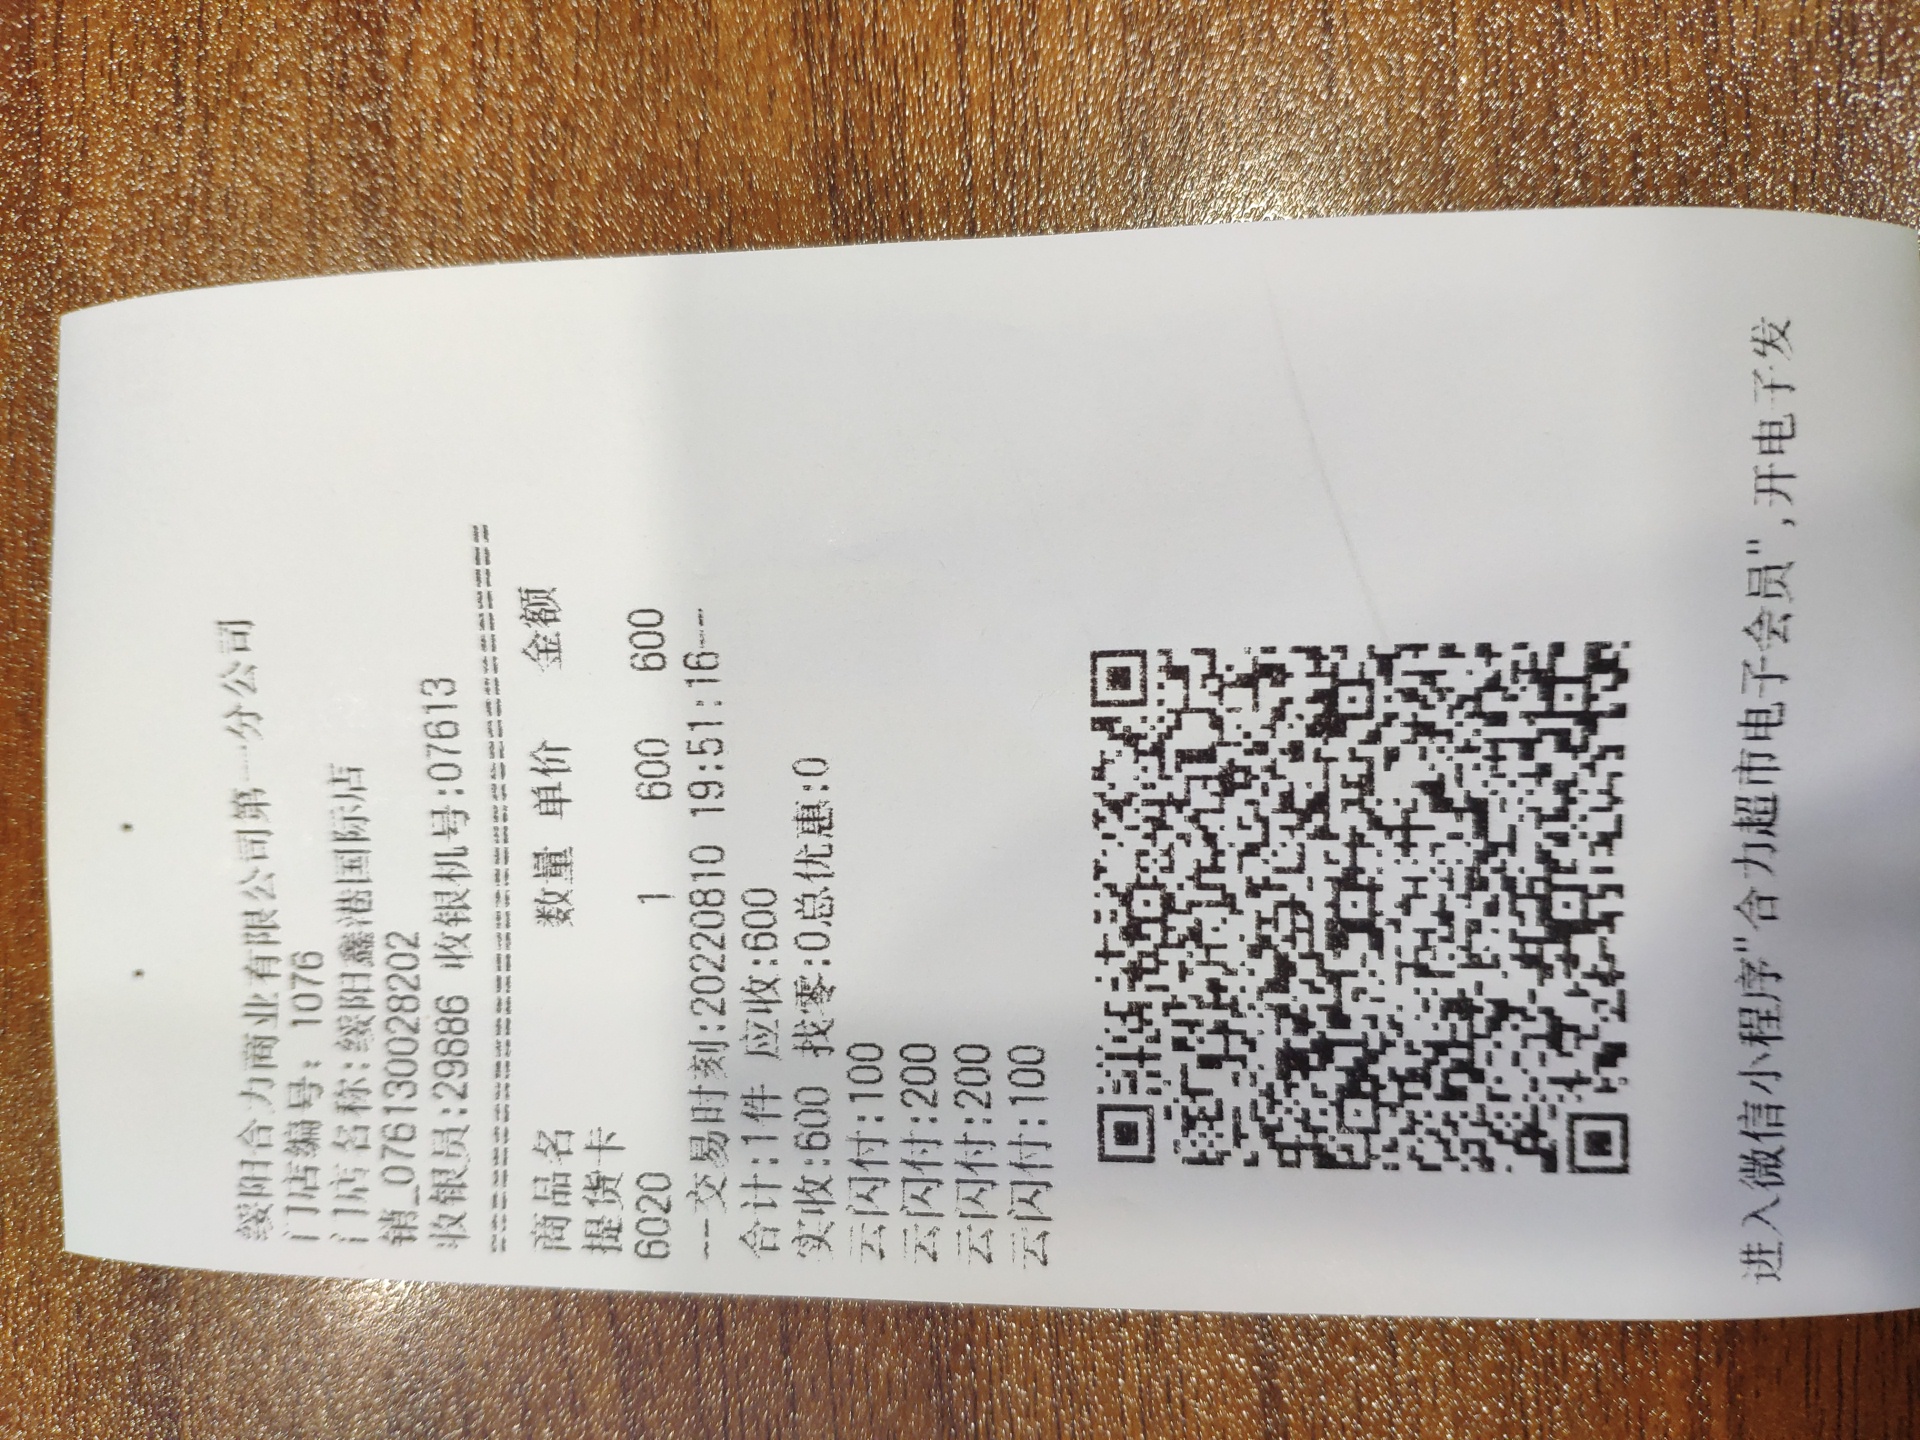 绥阳合力商业有限公司第一分公司
门店编号: 1076
门店名称:绥阳鑫港国际店
销_076130028202
收银员:29886 收银机号:07613
商品名 数量 单价 金额
提货卡
6020 1 600 600
--交易时刻:20220810 19:51:16--
合计:1件 应收:600
实收:600 找零:0总优惠:0
云闪付:100
云闪付:200
云闪付:200
云闪付:100
进入微信小程序"合力超市电子会员",开电子发